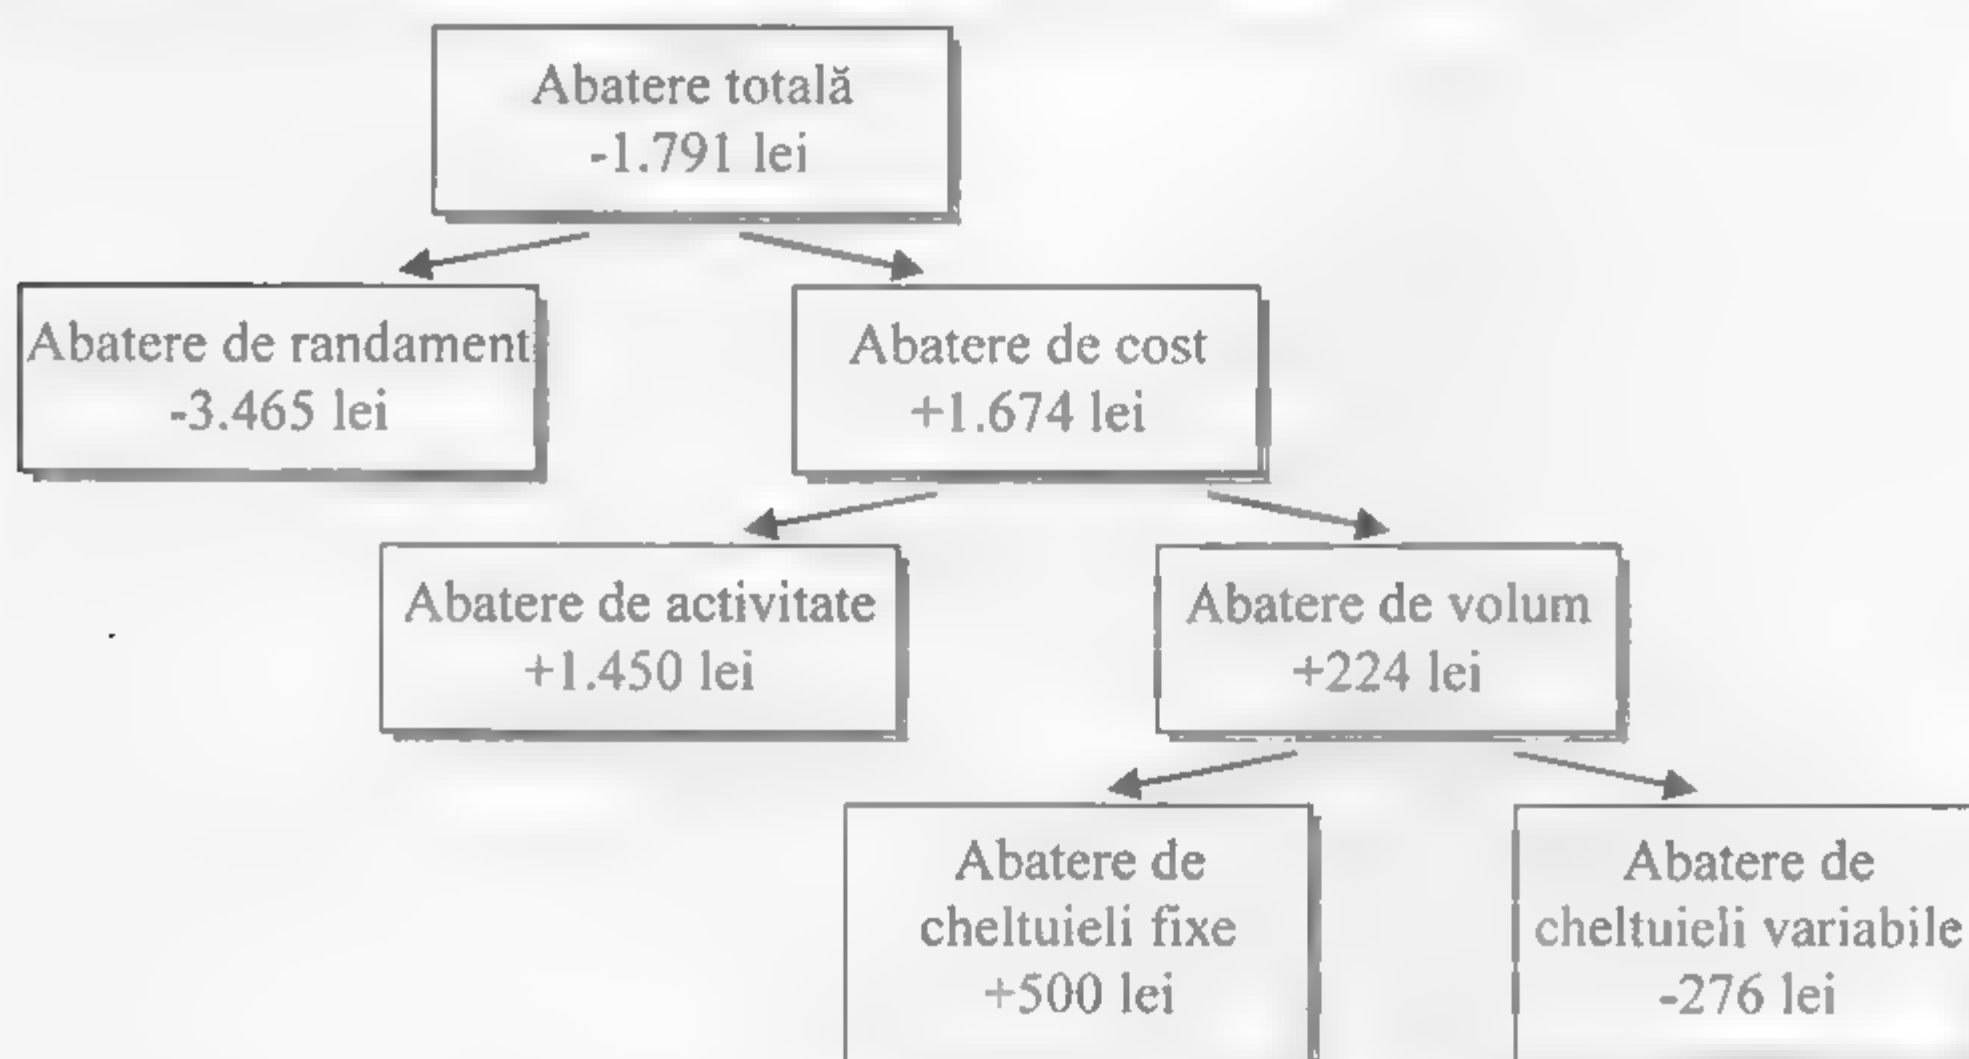 Abatere totală
-1.791 lei
Abatere de randament
-3.465 lei
Abatere de cost
+1.674 lei
Abatere de activitate
+1.450 lei
Abatere de volum
+224 lei
Abatere de
cheltuieli fixe
+500 lei
Abatere de
cheltuieli variabile
-276 lei